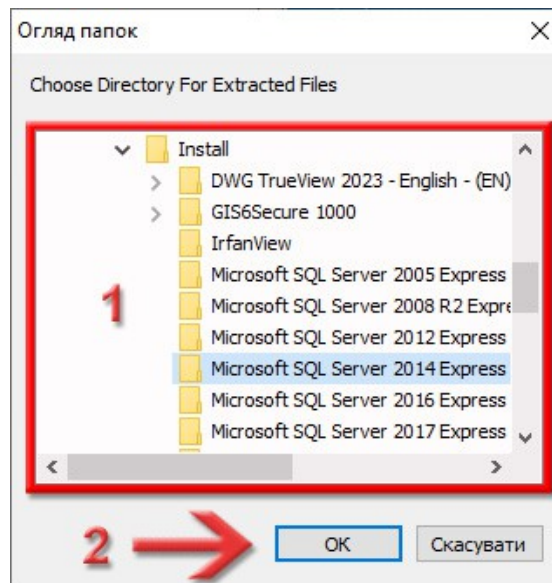 Огляд папок
Choose Directory For Extracted Files
Install
DWG TrueView 2023 - English - (EN)
GIS6Secure 1000
IrfanView
Microsoft SQL Server 2005 Express
Microsoft SQL Server 2008 R2 Expre
1
Microsoft SQL Server 2012 Express
Microsoft SQL Server 2014 Express
Microsoft SQL Server 2016 Express
Microsoft SQL Server 2017 Express
2
OK
Скасувати